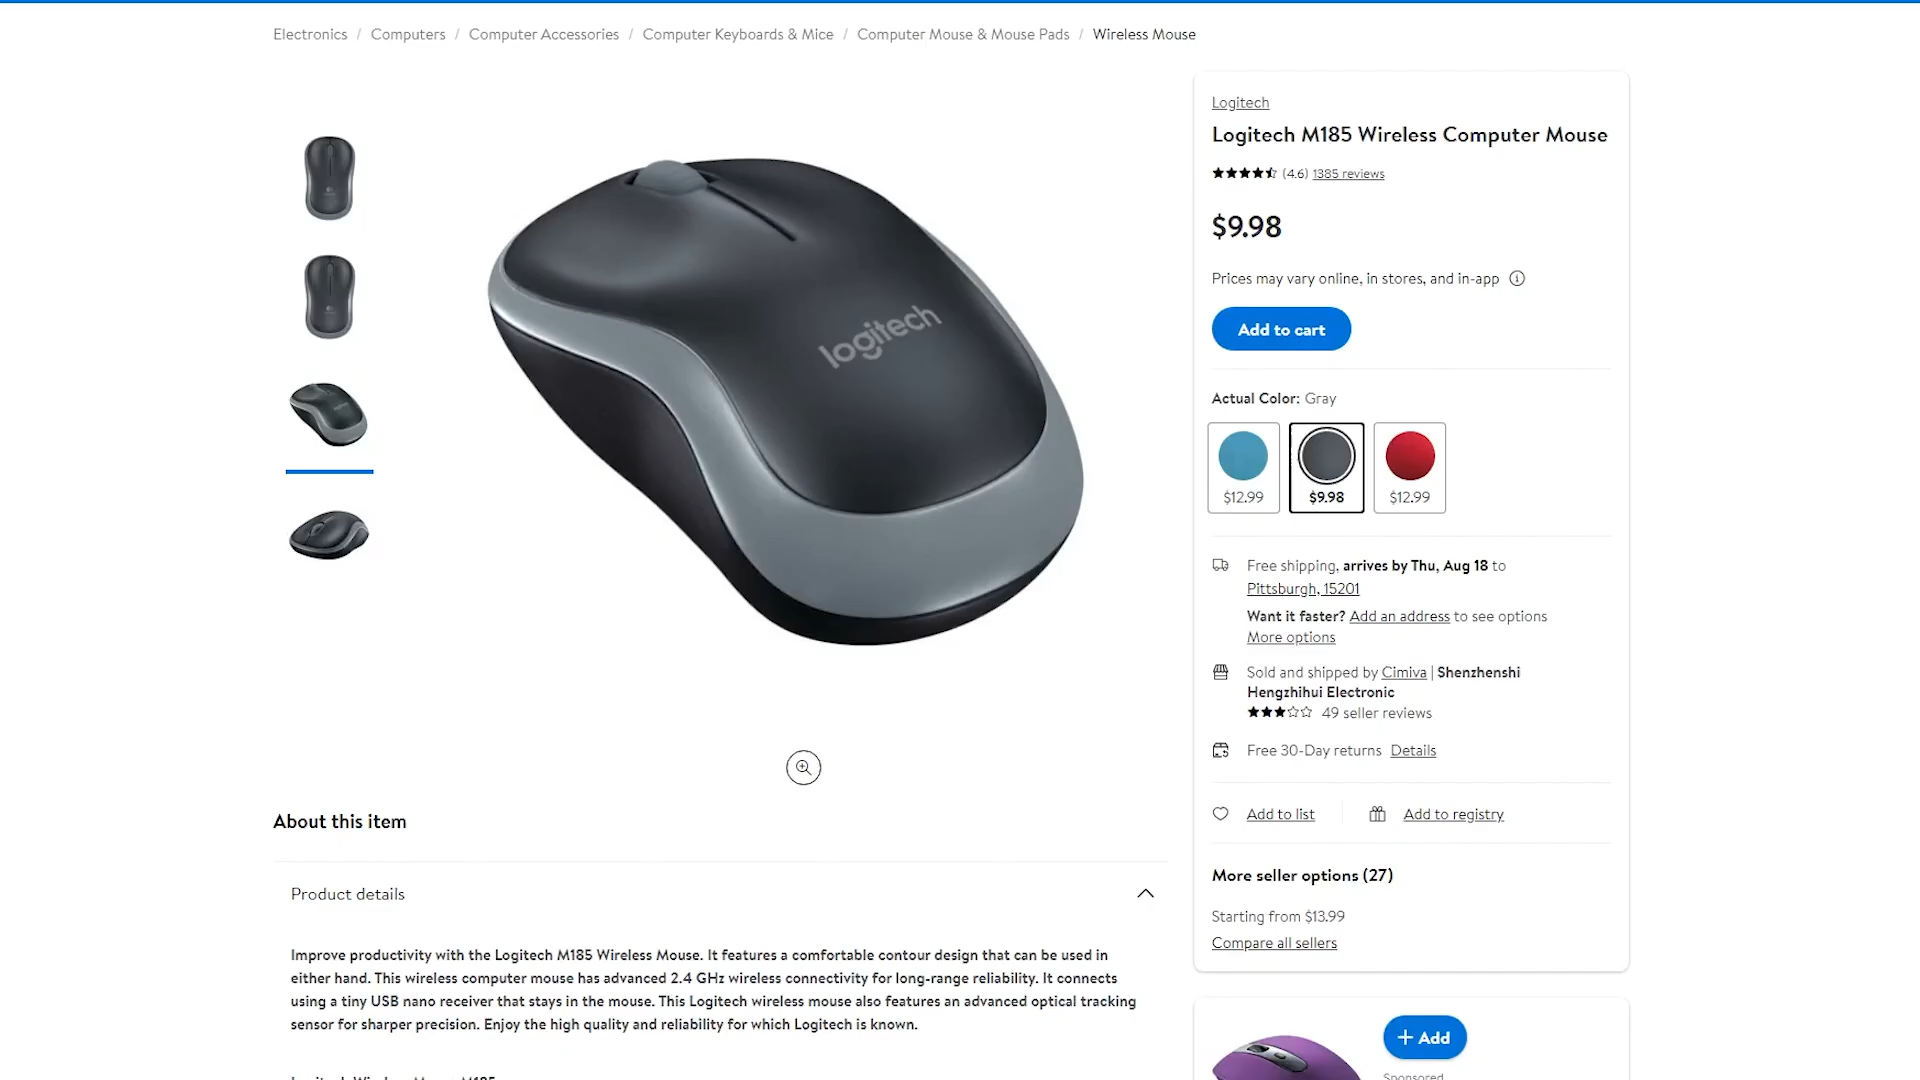 Electronics / Computers / Computer Accessories / Computer Keyboards & Mice / Computer Mouse & Mouse Pads / Wireless Mouse
logitech
Logitech
Logitech M185 Wireless Computer Mouse
(4.6) 1385 reviews
$9.98
Prices may vary online, in stores, and in-app
Add to cart
Actual Color: Gray
$12.99 $9.98 $12.99
Free shipping, arrives by Thu, Aug 18 to
Pittsburgh, 15201
Want it faster? Add an address to see options
More options
Sold and shipped by Cimiva | Shenzhenshi
Hengzhihui Electronic
49 seller reviews
Free 30-Day returns Details
Add to list
Add to registry
More seller options (27)
Starting from $13.99
Compare all sellers
+ Add
Sponsored
About this item
Product details
Improve productivity with the Logitech M185 Wireless Mouse. It features a comfortable contour design that can be used in
either hand. This wireless computer mouse has advanced 2.4 GHz wireless connectivity for long-range reliability. It connects
using a tiny USB nano receiver that stays in the mouse. This Logitech wireless mouse also features an advanced optical tracking
sensor for sharper precision. Enjoy the high quality and reliability for which Logitech is known.